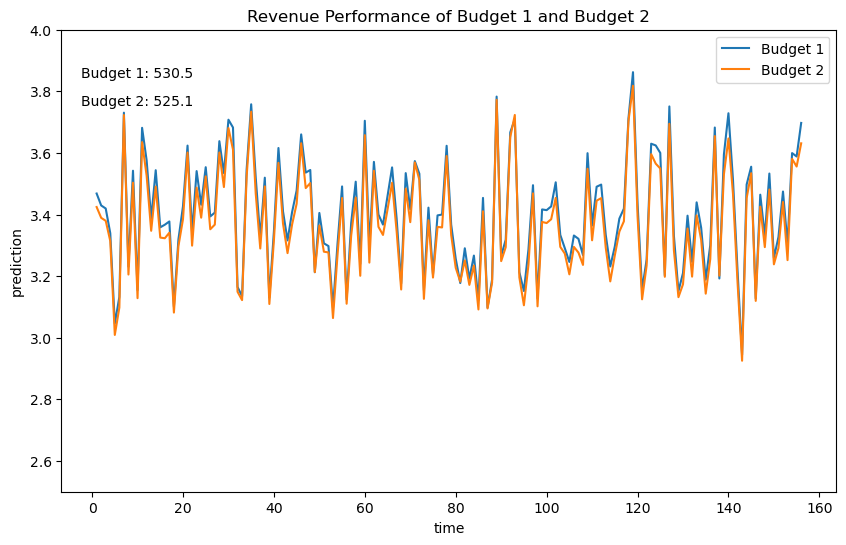 Revenue Performance of Budget 1 and Budget 2
4.0
3.8
3.6
3.4
3.2
3.0
2.8
2.6
prediction
Budget 1: 530.5
Budget 2: 525.1
Budget 1
Budget 2
0 20 40 60 80 100 120 140 160
time